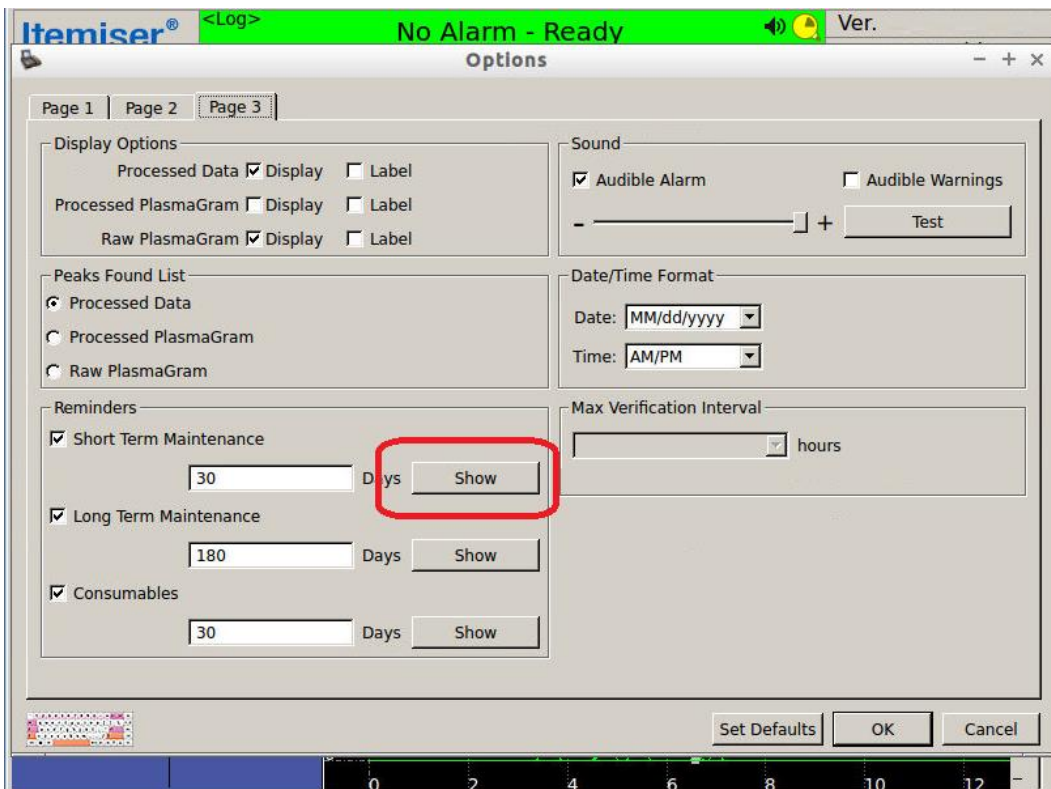 Itemiser®
<Log>
No Alarm - Ready
Ver.
Options
Page 1
Page 2
Page 3
Display Options
Processed Data Display Label
Processed PlasmaGram Display Label
Raw PlasmaGram Display Label
Sound
Audible Alarm Audible Warnings
- + Test
Peaks Found List
Processed Data
Processed PlasmaGram
Raw PlasmaGram
Date/Time Format
Date: MM/dd/yyyy
Time: AM/PM
Reminders
Short Term Maintenance
30 Days Show
Long Term Maintenance
180 Days Show
Consumables
30 Days Show
Max Verification Interval
hours
Set Defaults OK Cancel
0 2 4 6 8 10 12